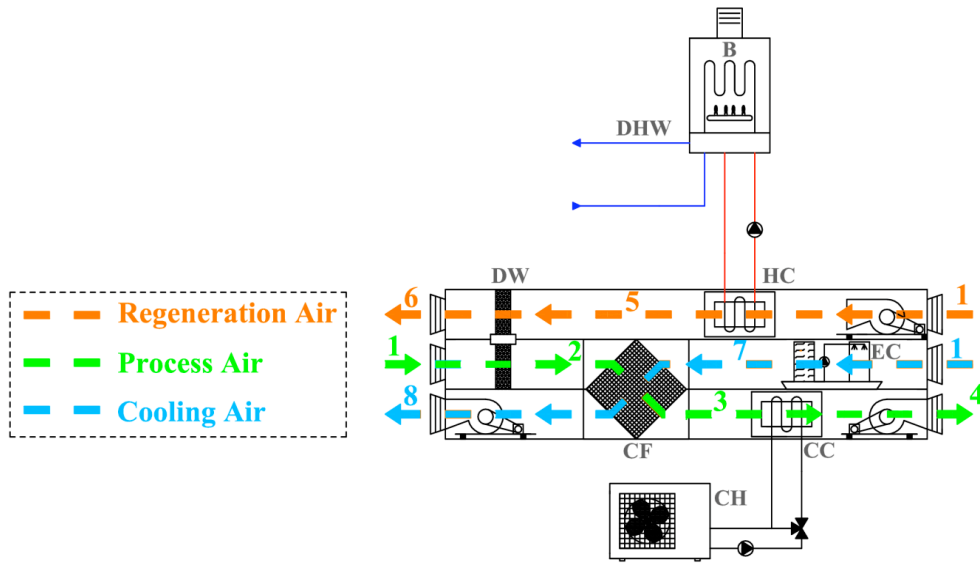 B
DHW
DW
HC
6
5
1
Regeneration Air
1
2
7
EC
1
Process Air
8
3
4
Cooling Air
CF
CC
CH